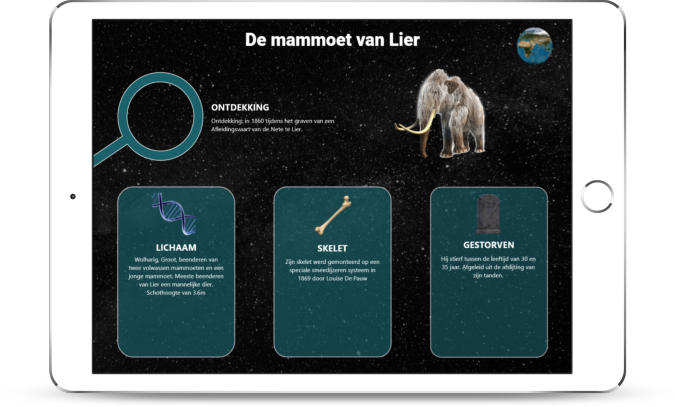 De mammoet van Lier
ONTDEKKING
Ontdekking: in 1860 tijdens het graven van een
Afleidingsvaart van de Nete te Lier.
LICHAAM
Wolharig, Groot, beenderen van
twee volwassen mammoeten en één
jonge mammoet. Meeste beenderen
van Lier een mannelijke dier.
Schofthoogte van 3.6m
SKELET
Zijn skelet werd gemonteerd op een
speciale smeedijzeren systeem in
1869 door Louise De Pauw
GESTORVEN
Hij stierf tussen de leeftijd van 30 en
35 jaar. Afgeleid uit de afslijting van
zijn tanden.